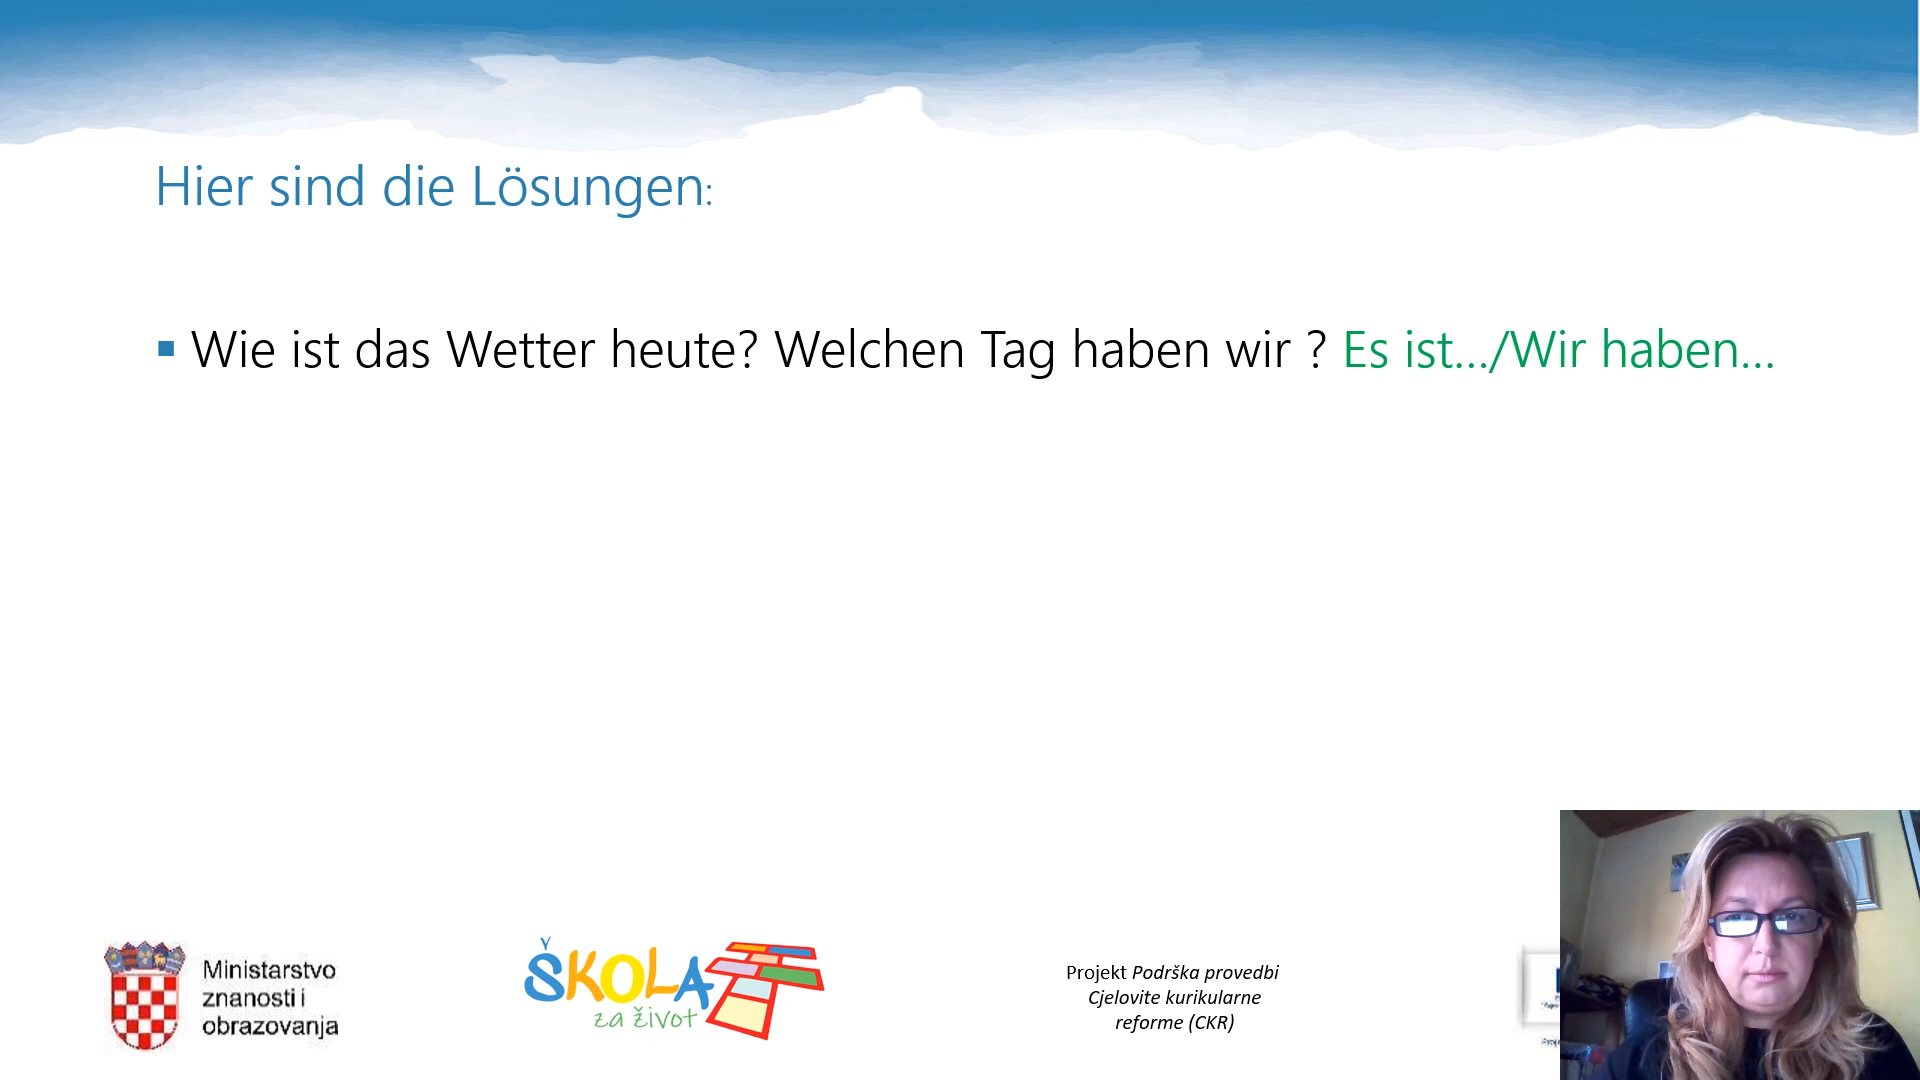 Hier sind die Lösungen:
▪ Wie ist das Wetter heute? Welchen Tag haben wir ? Es ist…/Wir haben…
Ministarstvo
znanosti i
obrazovanja
ŠKOLA
za život
Projekt Podrška provedbi
Cjelovite kurikularne
reforme (CKR)